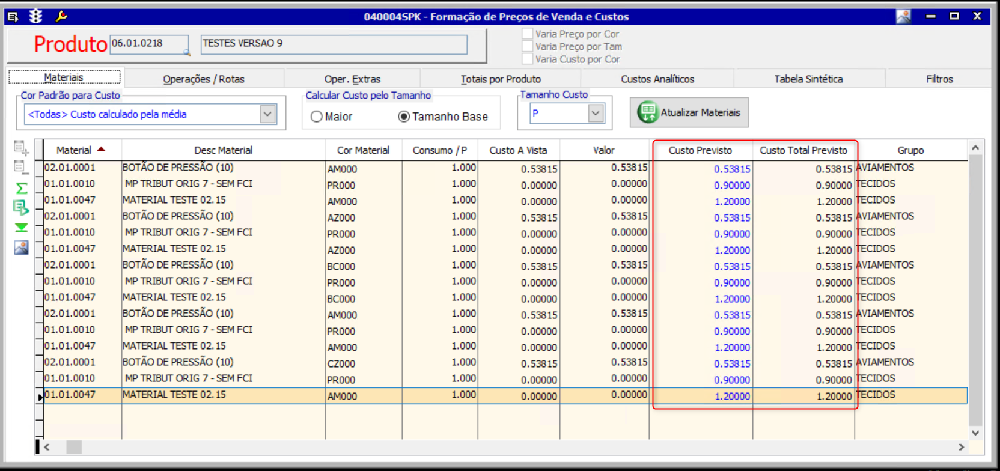 040004SPK - Formação de Preços de Venda e Custos
Produto 06.01.0218 TESTES VERSAO 9
Varia Preço por Cor
Varia Preço por Tam
Varia Custo por Cor
Materiais Operações / Rotas Oper. Extras Totais por Produto Custos Analíticos Tabela Sintética Filtros
Cor Padrão para Custo Calcular Custo pelo Tamanho Tamanho Custo
<Todas> Custo calculado pela média Maior Tamanho Base P Atualizar Materiais
Material Desc Material Cor Material Consumo / P Custo A Vista Valor Custo Previsto Custo Total Previsto Grupo
02.01.0001 BOTÃO DE PRESSÃO (10) AM000 1.000 0.53815 0.53815 0.53815 0.53815 AVIAMENTOS
01.01.0010 MP TRIBUT ORIG 7 - SEM FCI PR000 1.000 0.00000 0.00000 0.90000 0.90000 TECIDOS
01.01.0047 MATERIAL TESTE 02.15 AM000 1.000 0.00000 0.00000 1.20000 1.20000 TECIDOS
02.01.0001 BOTÃO DE PRESSÃO (10) AZ000 1.000 0.53815 0.53815 0.53815 0.53815 AVIAMENTOS
01.01.0010 MP TRIBUT ORIG 7 - SEM FCI PR000 1.000 0.00000 0.00000 0.90000 0.90000 TECIDOS
01.01.0047 MATERIAL TESTE 02.15 AZ000 1.000 0.00000 0.00000 1.20000 1.20000 TECIDOS
02.01.0001 BOTÃO DE PRESSÃO (10) BC000 1.000 0.53815 0.53815 0.53815 0.53815 AVIAMENTOS
01.01.0010 MP TRIBUT ORIG 7 - SEM FCI PR000 1.000 0.00000 0.00000 0.90000 0.90000 TECIDOS
01.01.0047 MATERIAL TESTE 02.15 BC000 1.000 0.00000 0.00000 1.20000 1.20000 TECIDOS
02.01.0001 BOTÃO DE PRESSÃO (10) AM000 1.000 0.53815 0.53815 0.53815 0.53815 AVIAMENTOS
01.01.0010 MP TRIBUT ORIG 7 - SEM FCI PR000 1.000 0.00000 0.00000 0.90000 0.90000 TECIDOS
01.01.0047 MATERIAL TESTE 02.15 AM000 1.000 0.00000 0.00000 1.20000 1.20000 TECIDOS
02.01.0001 BOTÃO DE PRESSÃO (10) CZ000 1.000 0.53815 0.53815 0.53815 0.53815 AVIAMENTOS
01.01.0010 MP TRIBUT ORIG 7 - SEM FCI PR000 1.000 0.00000 0.00000 0.90000 0.90000 TECIDOS
01.01.0047 MATERIAL TESTE 02.15 AM000 1.000 0.00000 0.00000 1.20000 1.20000 TECIDOS